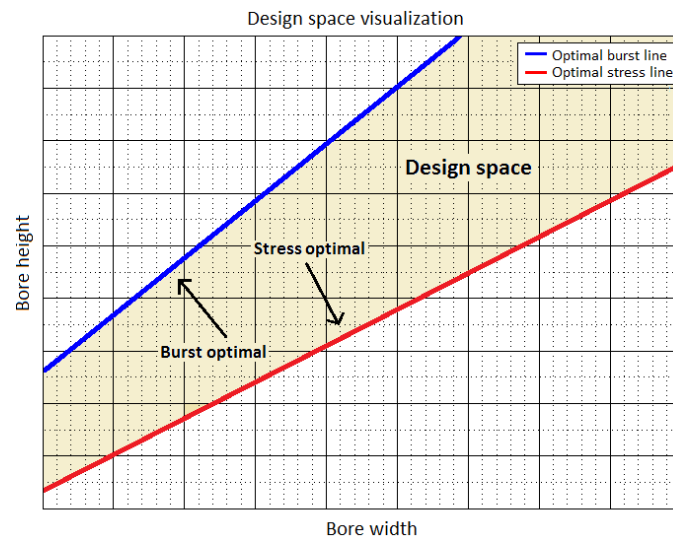 Design space visualization
Optimal burst line
Optimal stress line
Design space
Stress optimal
Burst optimal
Bore height
Bore width